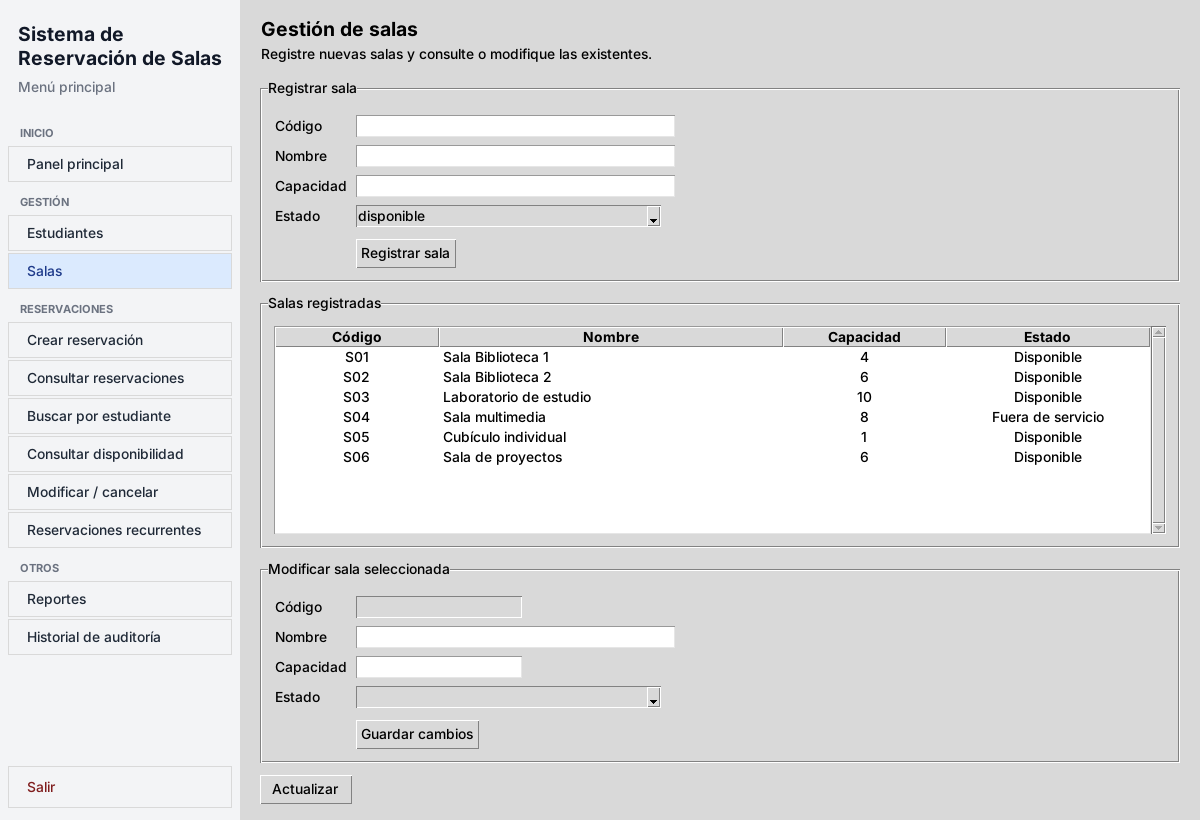 Sistema de
Reservación de Salas
Menú principal
INICIO
Panel principal
GESTIÓN
Estudiantes
Salas
RESERVACIONES
Crear reservación
Consultar reservaciones
Buscar por estudiante
Consultar disponibilidad
Modificar / cancelar
Reservaciones recurrentes
OTROS
Reportes
Historial de auditoría
Salir
Gestión de salas
Registre nuevas salas y consulte o modifique las existentes.
Registrar sala
Código
Nombre
Capacidad
Estado disponible
Registrar sala
Salas registradas
Código Nombre Capacidad Estado
S01 Sala Biblioteca 1 4 Disponible
S02 Sala Biblioteca 2 6 Disponible
S03 Laboratorio de estudio 10 Disponible
S04 Sala multimedia 8 Fuera de servicio
S05 Cubículo individual 1 Disponible
S06 Sala de proyectos 6 Disponible
Modificar sala seleccionada
Código
Nombre
Capacidad
Estado
Guardar cambios
Actualizar